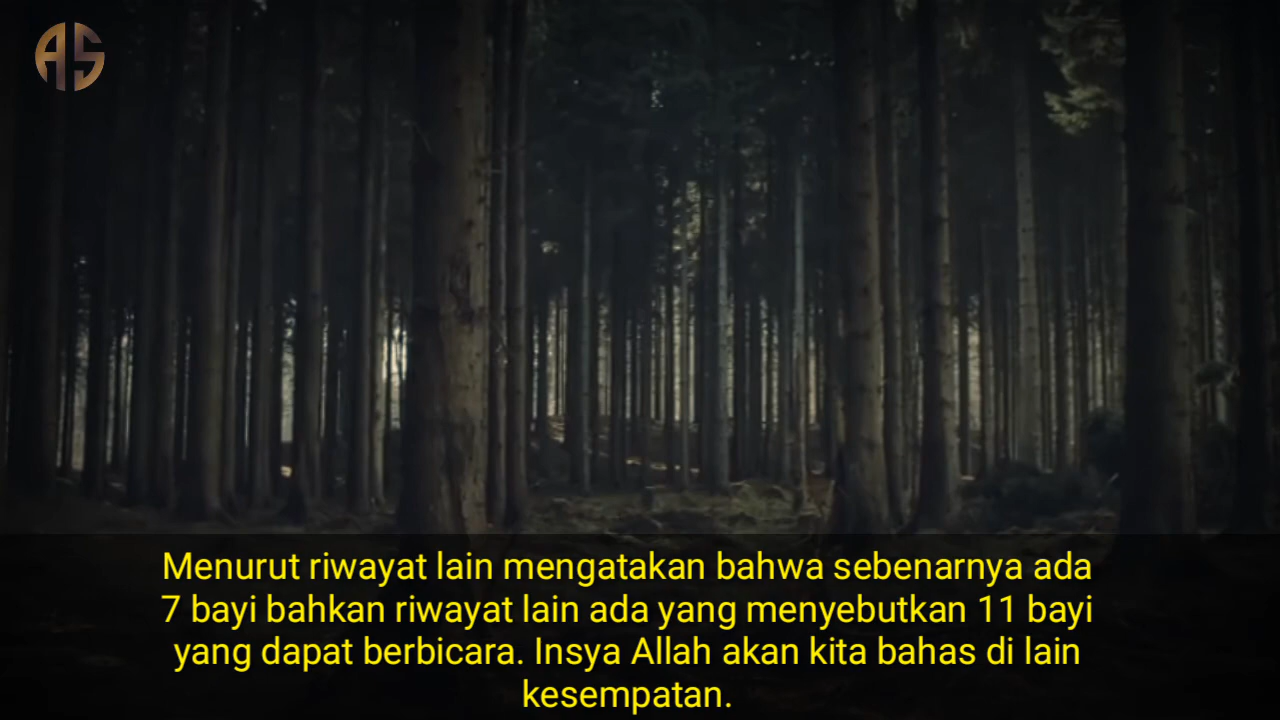 AS
Menurut riwayat lain mengatakan bahwa sebenarnya ada
7 bayi bahkan riwayat lain ada yang menyebutkan 11 bayi
yang dapat berbicara. Insya Allah akan kita bahas di lain
kesempatan.